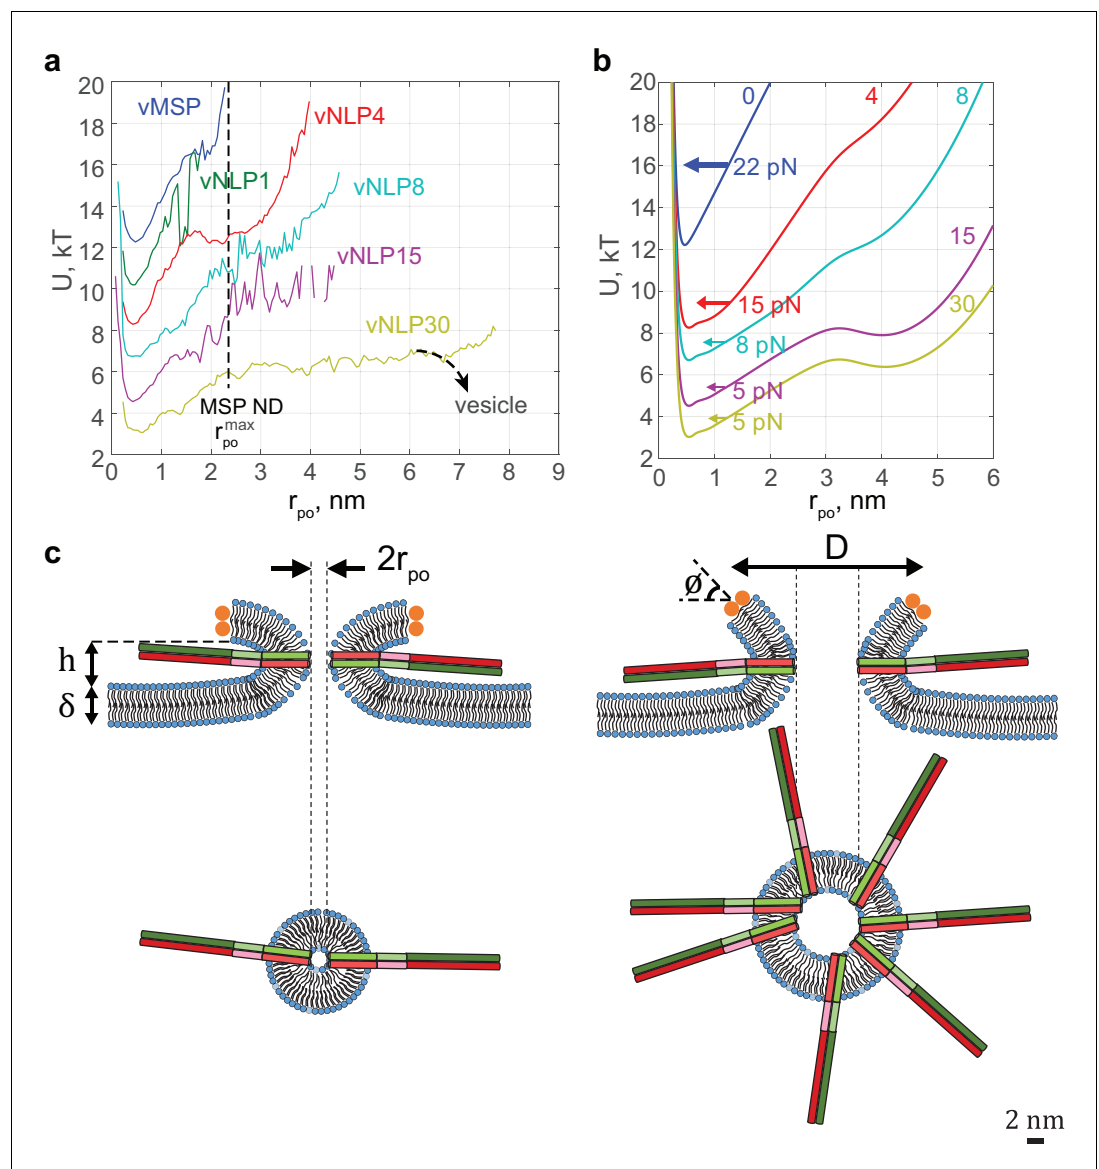 a
U, kT
20
18
16
14
12
10
8
6
4
2
vMSP
vNLP4
vNLP1
vNLP8
vNLP15
vNLP30
MSP ND
r_po^max
vesicle
0 1 2 3 4 5 6 7 8 9
r_po, nm
b
U, kT
20
18
16
14
12
10
8
6
4
2
0
4
8
22 pN
15
15 pN
30
8 pN
5 pN
5 pN
0 1 2 3 4 5 6
r_po, nm
c
2r_po
h
δ
D
ø
2 nm